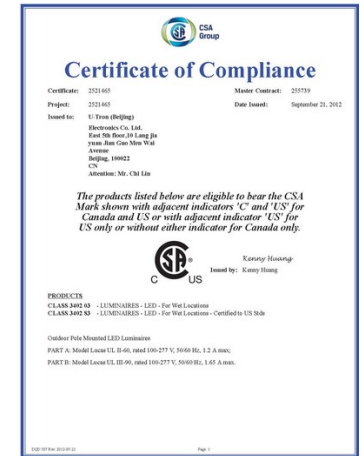 CSA
Group
Certificate of Compliance
Certificate: 2521465 Master Contract: 255739
Project: 2521465 Date Issued: September 21, 2012
Issued to: U-Tron (Beijing)
Electronics Co. Ltd.
East 5th floor,10 Lang jia
yuan Jian Guo Men Wai
Avenue
Beijing, 100022
CN
Attention: Mr. Chi Liu
The products listed below are eligible to bear the CSA
Mark shown with adjacent indicators 'C' and 'US' for
Canada and US or with adjacent indicator 'US' for
US only or without either indicator for Canada only.
C US
Kenny Huang
Issued by: Kenny Huang
PRODUCTS
CLASS 3402 03 - LUMINAIRES - LED - For Wet Locations
CLASS 3402 83 - LUMINAIRES - LED - For Wet Locations - Certified to US Stds
Outdoor Pole Mounted LED Luminaires
PART A: Model Lucas UL II-60, rated 100-277 V, 50/60 Hz, 1.2 A max;
PART B: Model Lucas UL III-90, rated 100-277 V, 50/60 Hz, 1.65 A max.
Page 1